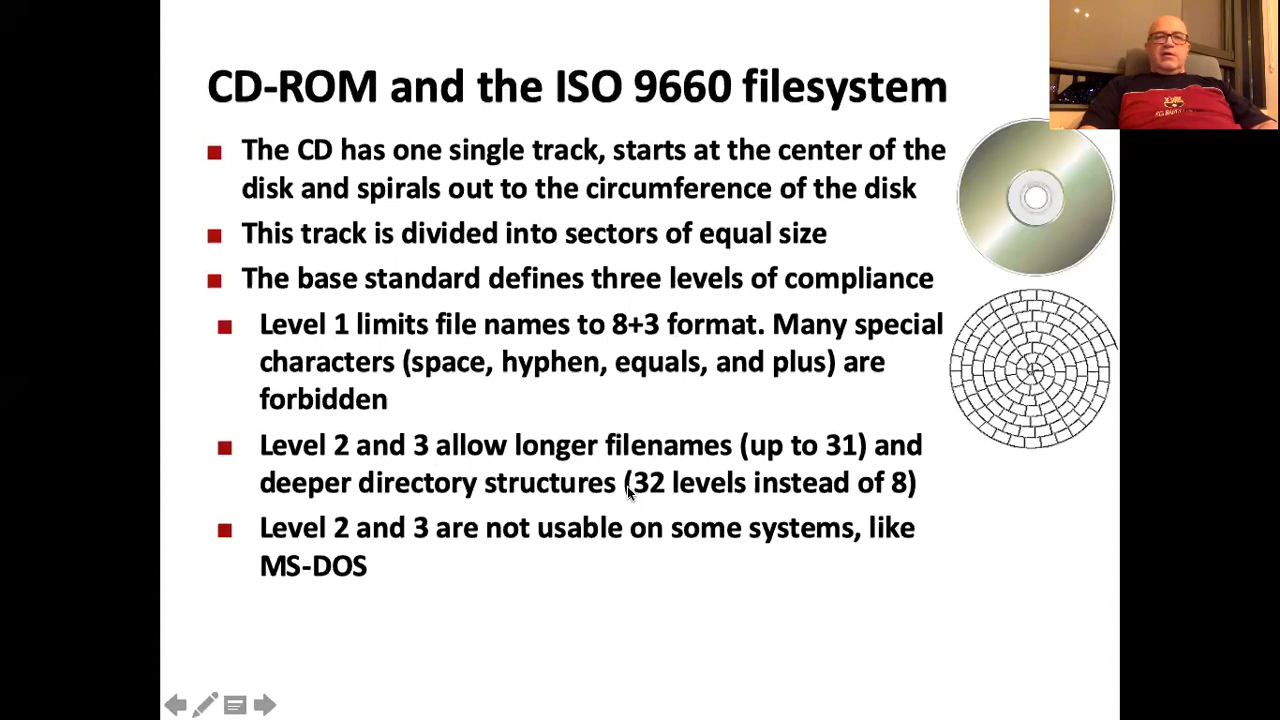 CD-ROM and the ISO 9660 filesystem
The CD has one single track, starts at the center of the
disk and spirals out to the circumference of the disk
This track is divided into sectors of equal size
The base standard defines three levels of compliance
Level 1 limits file names to 8+3 format. Many special
characters (space, hyphen, equals, and plus) are
forbidden
Level 2 and 3 allow longer filenames (up to 31) and
deeper directory structures (32 levels instead of 8)
Level 2 and 3 are not usable on some systems, like
MS-DOS